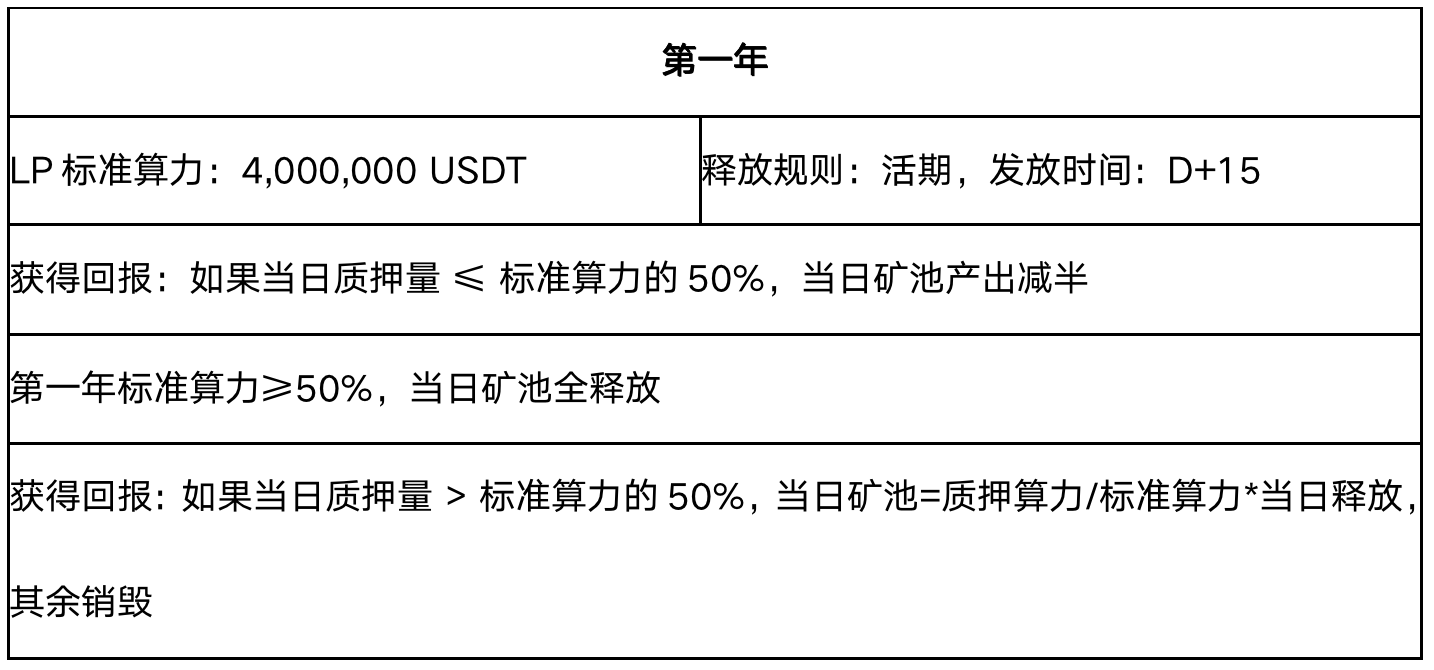 第一年
LP 标准算力：4,000,000 USDT
释放规则：活期，发放时间：D+15
获得回报：如果当日质押量 ⩽ 标准算力的 50%，当日矿池产出减半
第一年标准算力⩾50%，当日矿池全释放
获得回报：如果当日质押量 > 标准算力的 50%，当日矿池=质押算力/标准算力*当日释放，
其余销毁